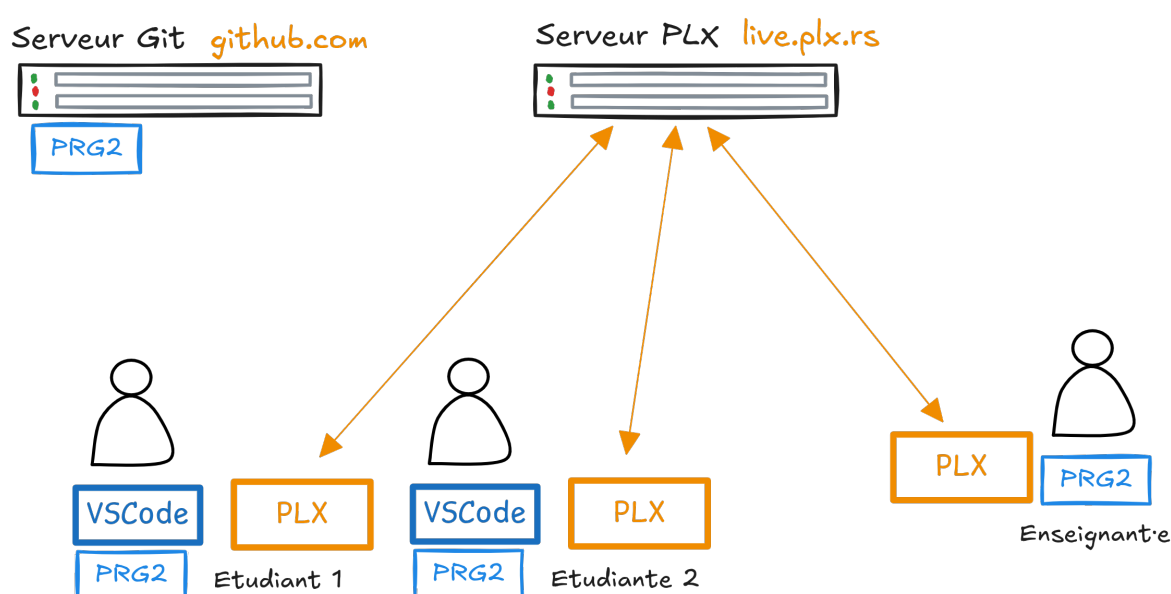 Serveur Git github.com
Serveur PLX live.plx.rs
PRG2
VSCode
PLX
VSCode
PLX
PLX
PRG2
Enseignant·e
PRG2
Etudiant 1
PRG2
Etudiante 2